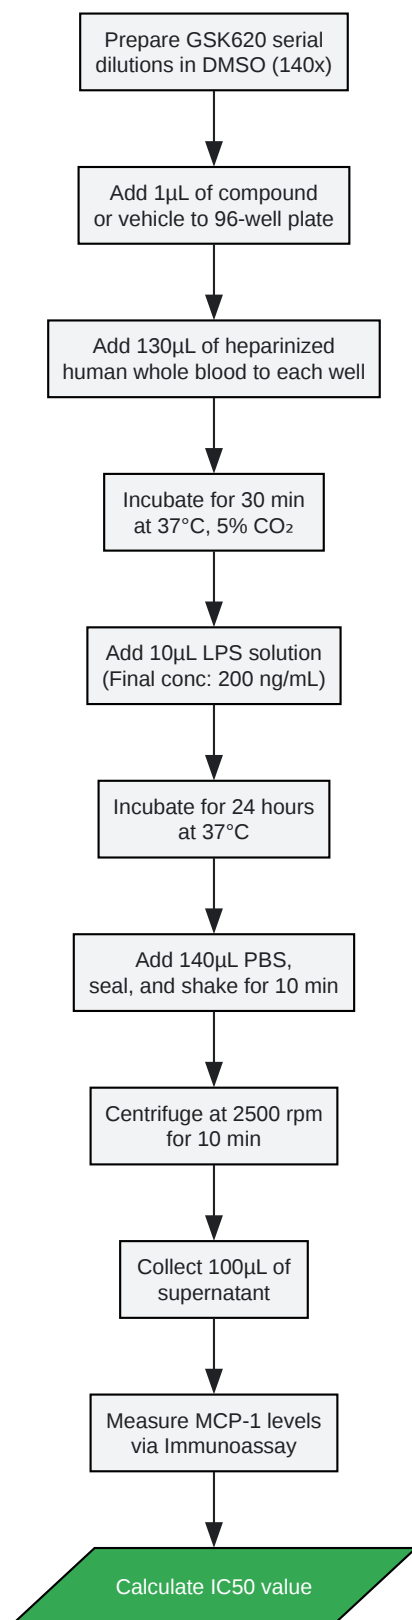 Prepare GSK620 serial
dilutions in DMSO (140x)
Add 1µL of compound
or vehicle to 96-well plate
Add 130µL of heparinized
human whole blood to each well
Incubate for 30 min
at 37°C, 5% CO₂
Add 10µL LPS solution
(Final conc: 200 ng/mL)
Incubate for 24 hours
at 37°C
Add 140µL PBS,
seal, and shake for 10 min
Centrifuge at 2500 rpm
for 10 min
Collect 100µL of
supernatant
Measure MCP-1 levels
via Immunoassay
Calculate IC50 value